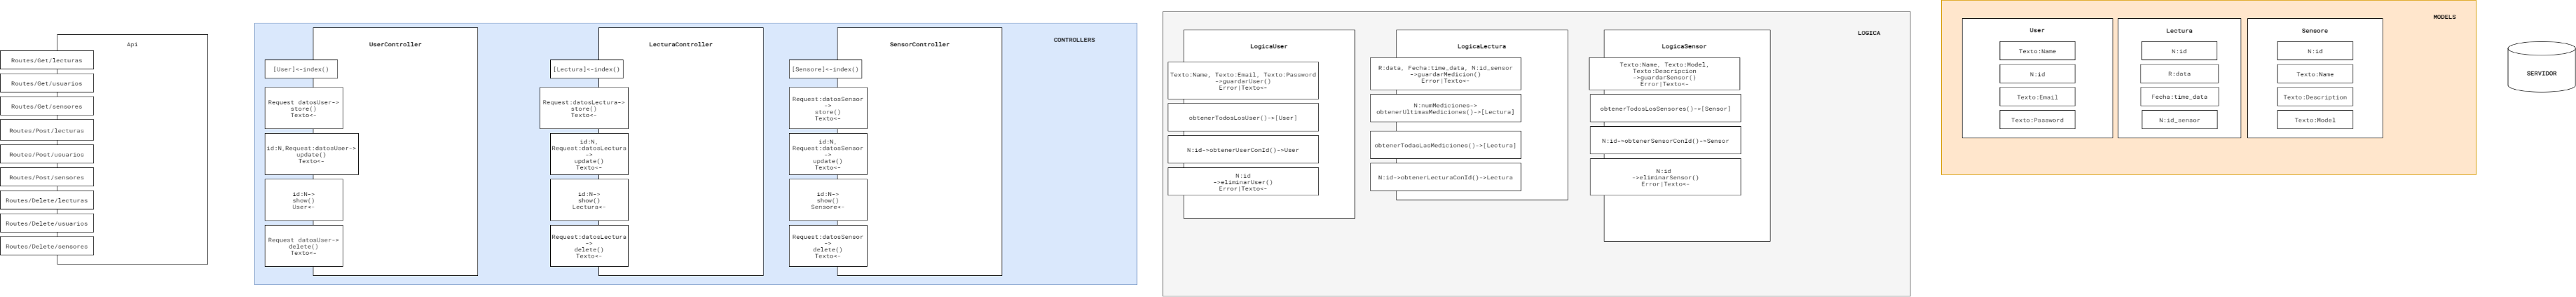 Api
Routes/Get/lecturas
Routes/Get/usuarios
Routes/Get/sensores
Routes/Post/lecturas
Routes/Post/usuarios
Routes/Post/sensores
Routes/Delete/lecturas
Routes/Delete/usuarios
Routes/Delete/sensores
CONTROLLERS
UserController
[User]<-index()
Request datosUser->
store()
Texto<-
id:N,Request:datosUser->
update()
Texto<-
id:N->
show()
User<-
Request datosUser->
delete()
Texto<-
LecturaController
[Lectura]<-index()
Request:datosLectura->
store()
Texto<-
id:N,
Request:datosLectura
->
update()
Texto<-
id:N->
show()
Lectura<-
Request:datosLectura
->
delete()
Texto<-
SensorController
[Sensore]<-index()
Request:datosSensor
->
store()
Texto<-
id:N,
Request:datosSensor
->
update()
Texto<-
id:N->
show()
Sensore<-
Request:datosSensor
->
delete()
Texto<-
LOGICA
LogicaUser
Texto:Name, Texto:Email, Texto:Password
->guardarUser()
Error|Texto<-
obtenerTodosLosUser()->[User]
N:id->obtenerUserConId()->User
N:id
->eliminarUser()
Error|Texto<-
LogicaLectura
R:data, Fecha:time_data, N:id_sensor
->guardarMedicion()
Error|Texto<-
N:numMediciones->
obtenerUltimasMediciones()->[Lectura]
obtenerTodasLasMediciones()->[Lectura]
N:id->obtenerLecturaConId()->Lectura
LogicaSensor
Texto:Name, Texto:Model,
Texto:Descripcion
->guardarSensor()
Error|Texto<-
obtenerTodosLosSensores()->[Sensor]
N:id->obtenerSensorConId()->Sensor
N:id
->eliminarSensor()
Error|Texto<-
MODELS
User
Texto:Name
N:id
Texto:Email
Texto:Password
Lectura
N:id
R:data
Fecha:time_data
N:id_sensor
Sensore
N:id
Texto:Name
Texto:Description
Texto:Model
SERVIDOR